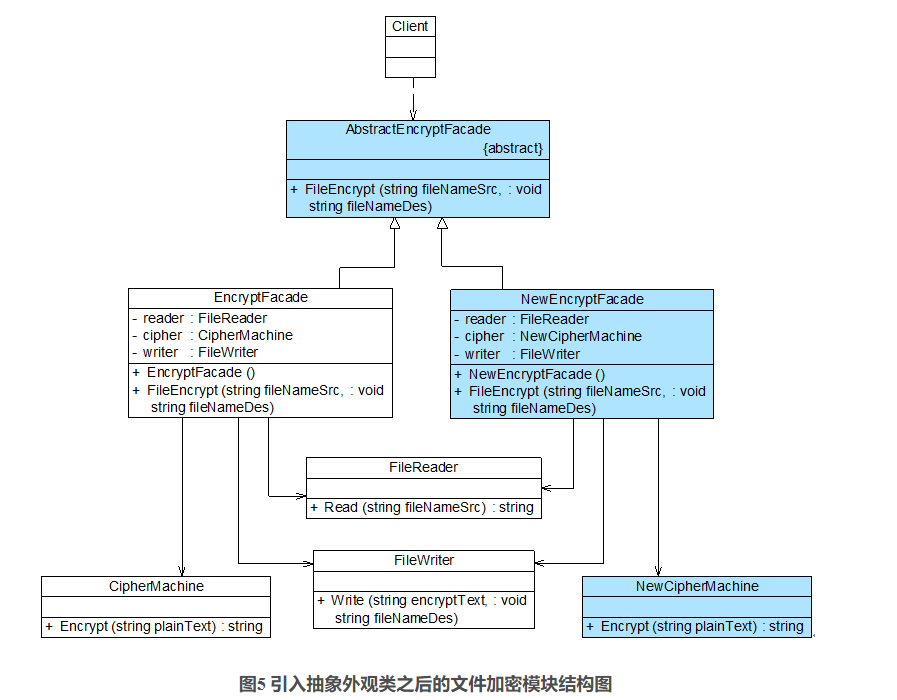 Client
AbstractEncryptFacade
{abstract}
+ FileEncrypt (string fileNameSrc, : void
string fileNameDes)
EncryptFacade
- reader : FileReader
- cipher : CipherMachine
- writer : FileWriter
+ EncryptFacade ()
+ FileEncrypt (string fileNameSrc, : void
string fileNameDes)
NewEncryptFacade
- reader : FileReader
- cipher : NewCipherMachine
- writer : FileWriter
+ NewEncryptFacade ()
+ FileEncrypt (string fileNameSrc, : void
string fileNameDes)
FileReader
+ Read (string fileNameSrc) : string
FileWriter
+ Write (string encryptText, : void
string fileNameDes)
CipherMachine
+ Encrypt (string plainText) : string
NewCipherMachine
+ Encrypt (string plainText) : string
图5 引入抽象外观类之后的文件加密模块结构图